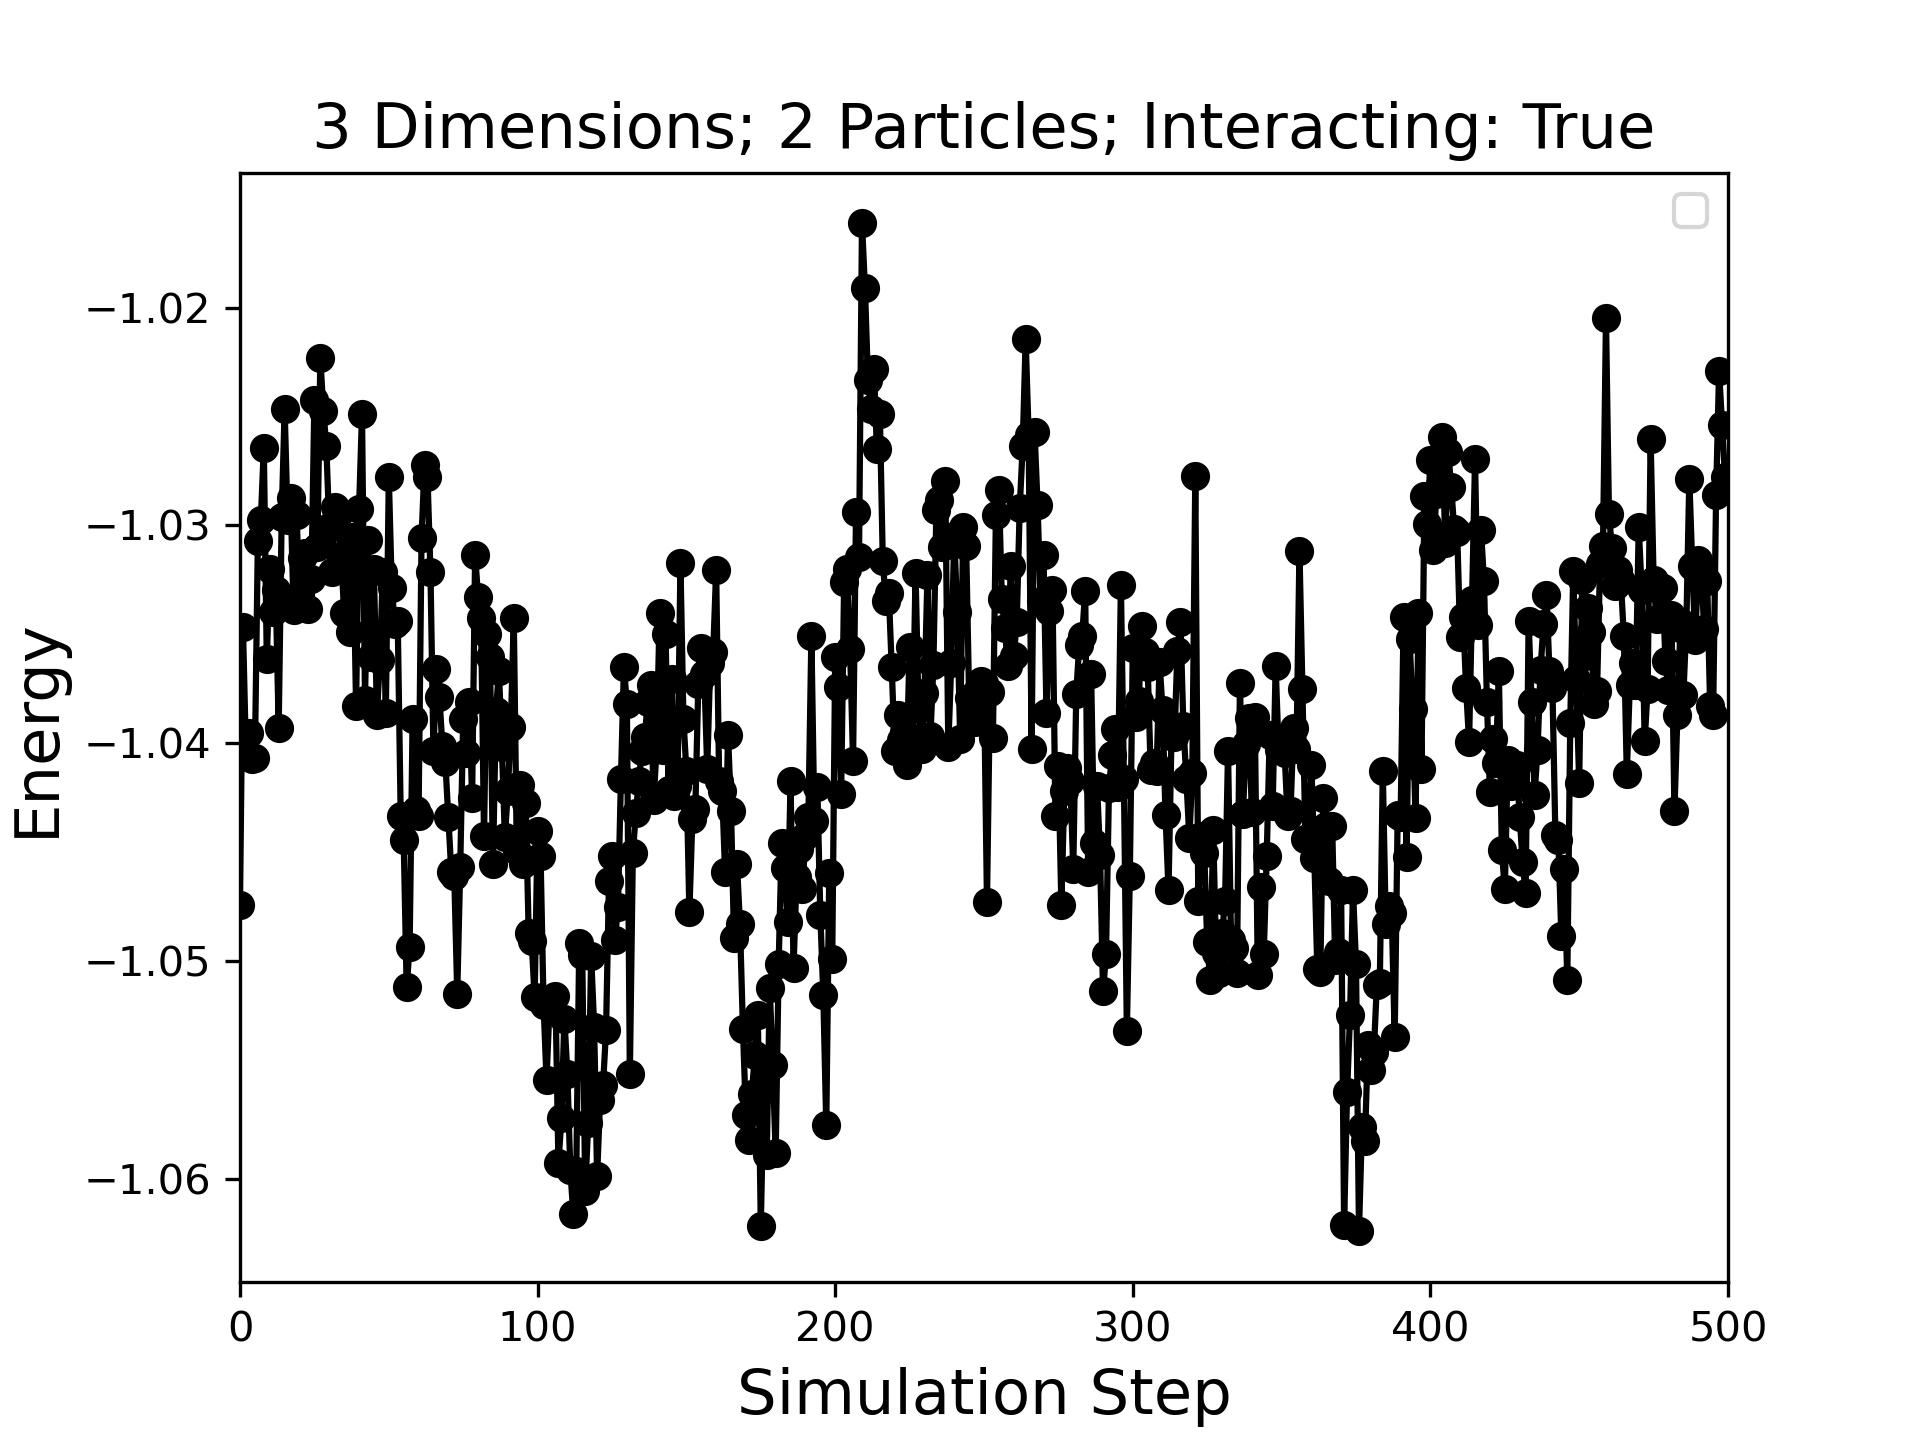 3 Dimensions; 2 Particles; Interacting: True
Energy
−1.02
−1.03
−1.04
−1.05
−1.06
0 100 200 300 400 500
Simulation Step